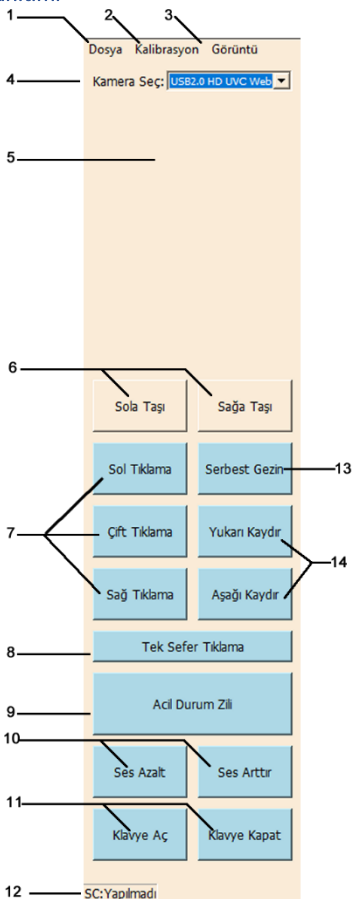 1 2 3
Dosya Kalibrasyon Görüntü
4 Kamera Seç: USB2.0 HD UVC Web
5
6
Sola Taşı Sağa Taşı
Sol Tıklama Serbest Gezin 13
7 Çift Tıklama Yukarı Kaydır
14
Sağ Tıklama Aşağı Kaydır
8 Tek Sefer Tıklama
9 Acil Durum Zili
10
Ses Azalt Ses Arttır
11
Klavye Aç Klavye Kapat
12 SC:Yapılmadı